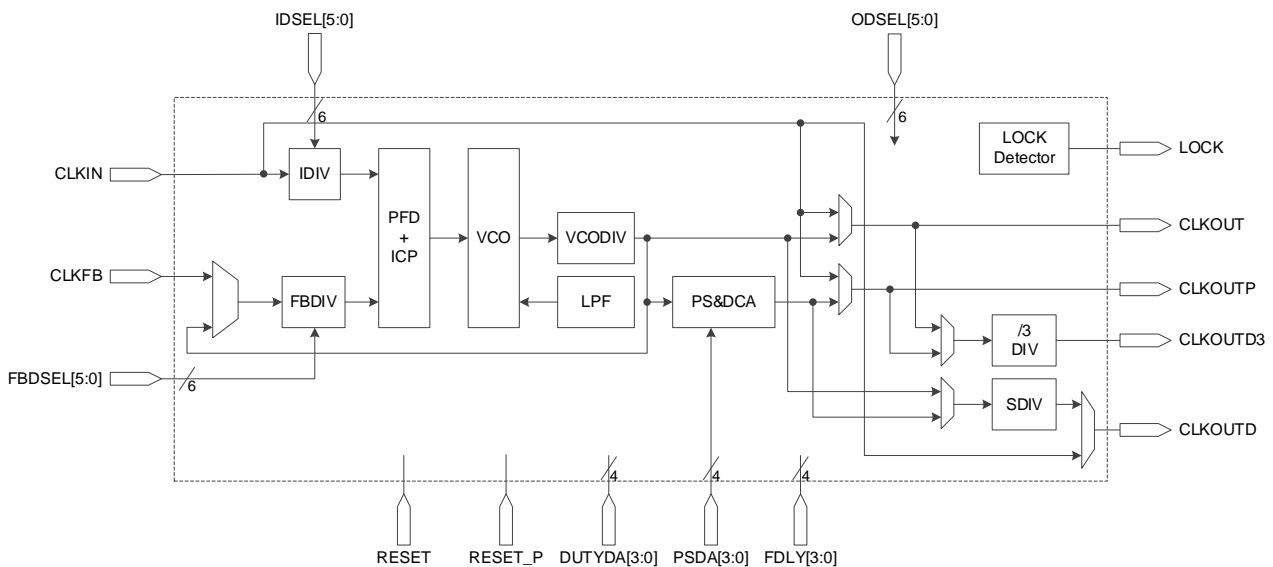 IDSEL[5:0]
ODSEL[5:0]
6
6
LOCK
Detector
LOCK
CLKIN
IDIV
PFD
+
ICP
VCO
VCODIV
CLKOUT
CLKFB
FBDIV
LPF
PS&DCA
CLKOUTP
/3
DIV
CLKOUTD3
FBDSEL[5:0]
6
SDIV
CLKOUTD
4
4
4
RESET
RESET_P
DUTYDA[3:0]
PSDA[3:0]
FDLY[3:0]